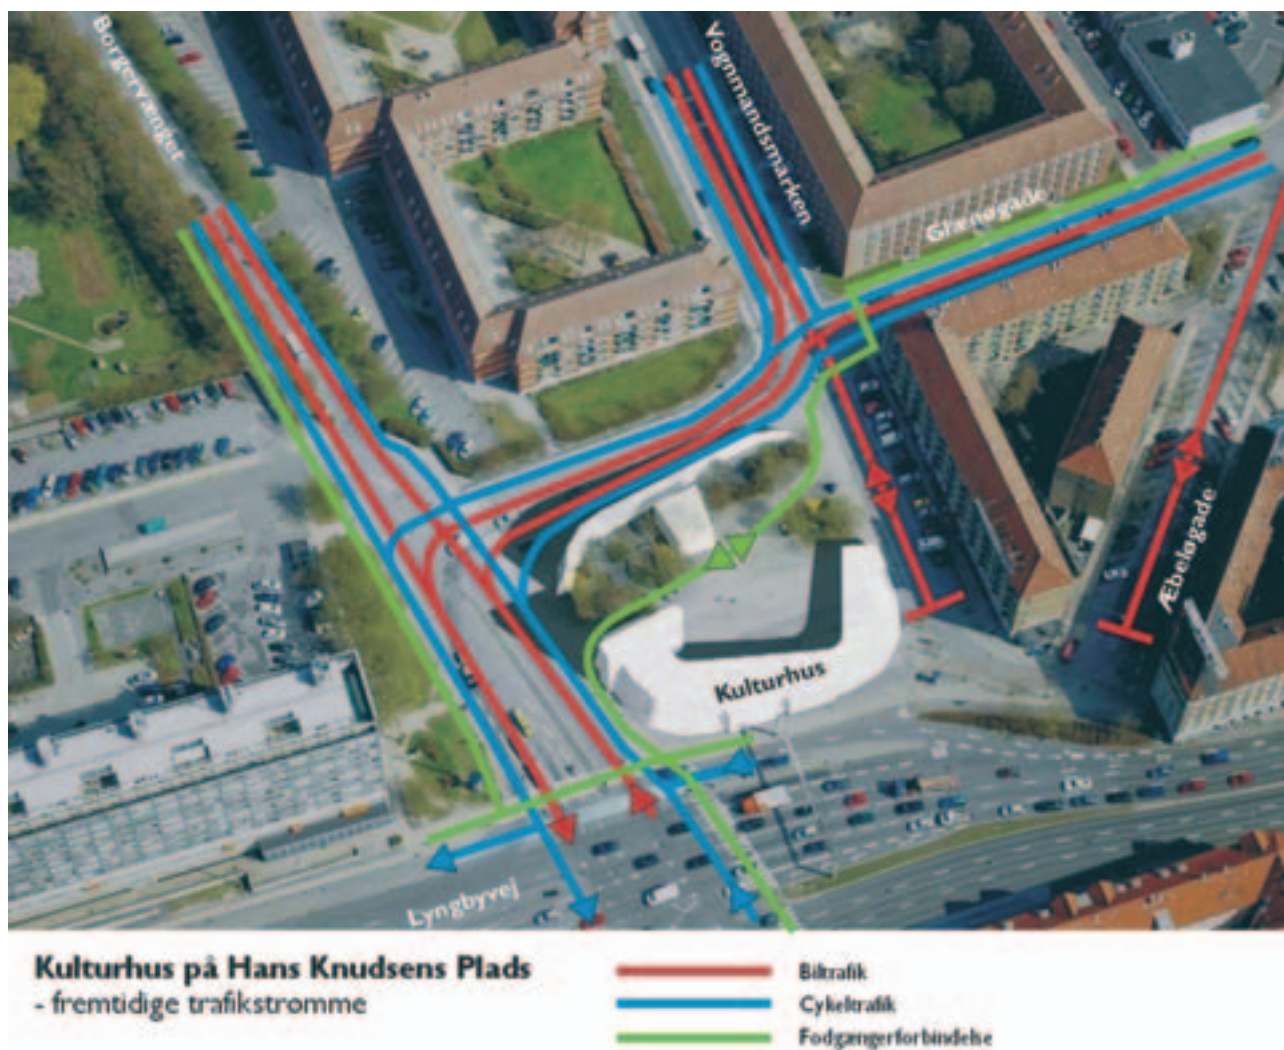 Borgervænget
Vognmandsmarken
Glænøgade
Æbeløgade
Kulturhus
Lyngbyvej
Kulturhus på Hans Knudsens Plads
- fremtidige trafikstrømme
Biltrafik
Cykeltrafik
Fodgængerforbindelse